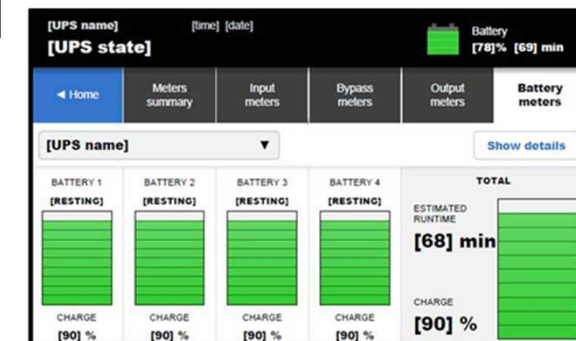 [UPS name] [time] [date]
[UPS state]
Battery
[78]% [69] min
◄ Home
Meters
summary
Input
meters
Bypass
meters
Output
meters
Battery
meters
[UPS name] ▼
Show details
BATTERY 1
[RESTING]
CHARGE
[90] %
BATTERY 2
[RESTING]
CHARGE
[90] %
BATTERY 3
[RESTING]
CHARGE
[90] %
BATTERY 4
[RESTING]
CHARGE
[90] %
TOTAL
ESTIMATED
RUNTIME
[68] min
CHARGE
[90] %